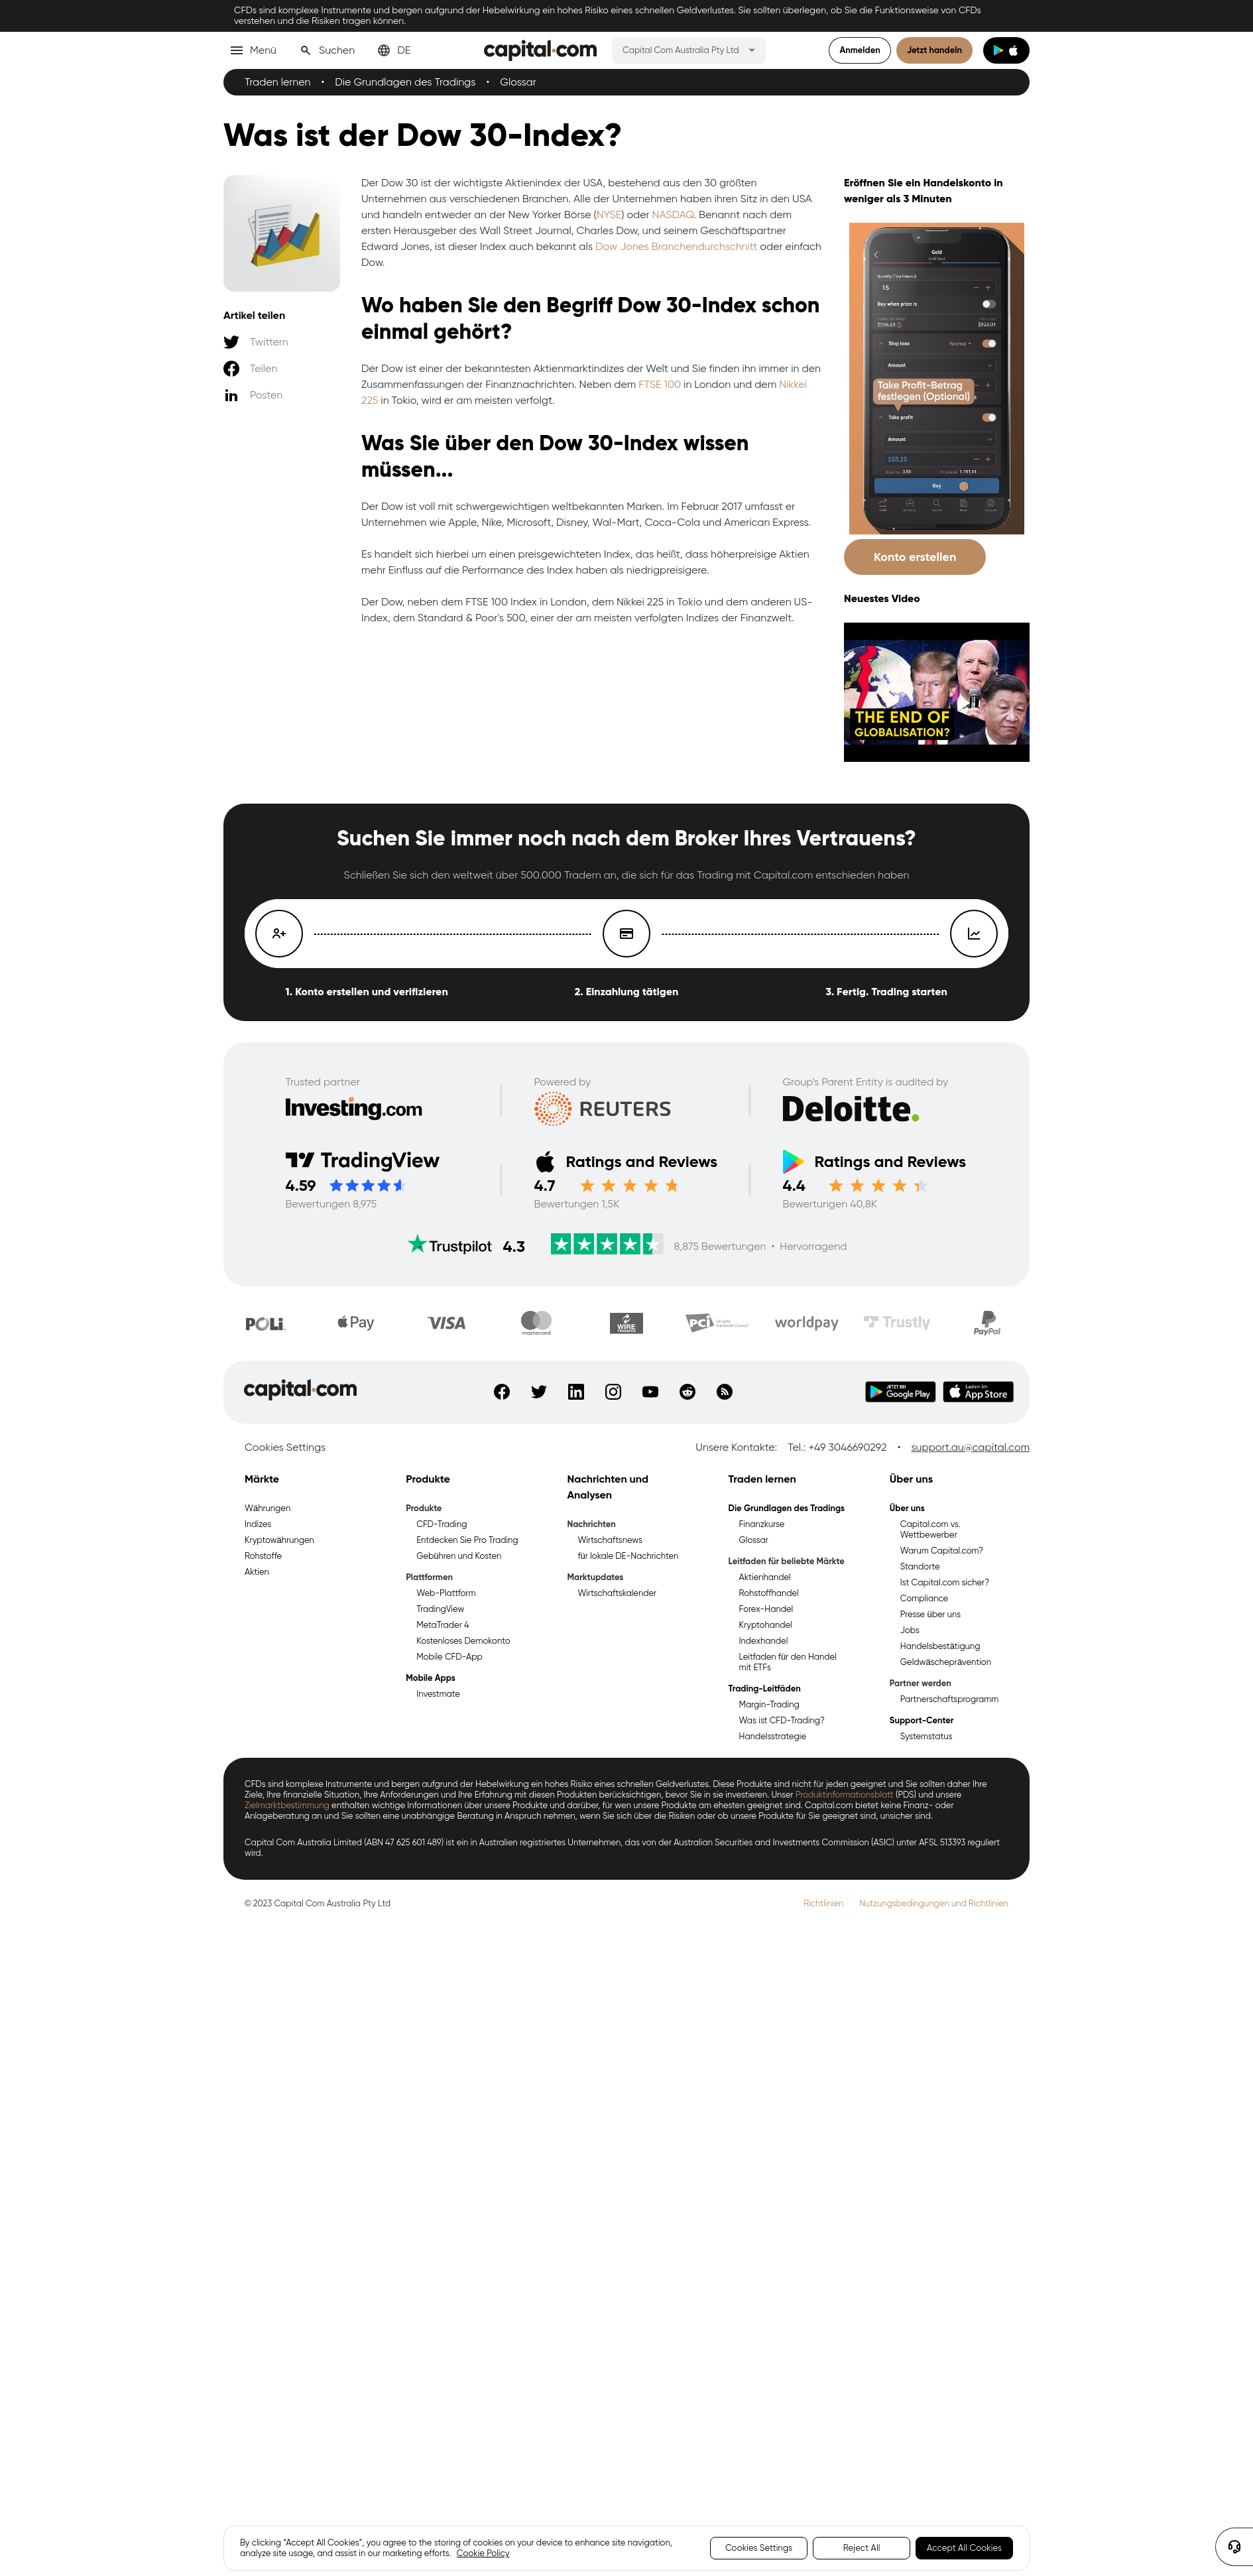 CFDs sind komplexe Instrumente und bergen aufgrund der Hebelwirkung ein hohes Risiko eines schnellen Geldverlustes. Sie sollten überlegen, ob Sie die Funktionsweise von CFDs
verstehen und die Risiken tragen können.
Menü
Suchen
DE
capital.com
Capital Com Australia Pty Ltd
Anmelden
Jetzt handeln
Traden lernen • Die Grundlagen des Tradings • Glossar
Was ist der Dow 30-Index?
Artikel teilen
Twittern
Teilen
Posten
Der Dow 30 ist der wichtigste Aktienindex der USA, bestehend aus den 30 größten
Unternehmen aus verschiedenen Branchen. Alle der Unternehmen haben ihren Sitz in den USA
und handeln entweder an der New Yorker Börse (NYSE) oder NASDAQ. Benannt nach dem
ersten Herausgeber des Wall Street Journal, Charles Dow, und seinem Geschäftspartner
Edward Jones, ist dieser Index auch bekannt als Dow Jones Branchendurchschnitt oder einfach
Dow.
Wo haben Sie den Begriff Dow 30-Index schon
einmal gehört?
Der Dow ist einer der bekanntesten Aktienmarktindizes der Welt und Sie finden ihn immer in den
Zusammenfassungen der Finanznachrichten. Neben dem FTSE 100 in London und dem Nikkei
225 in Tokio, wird er am meisten verfolgt.
Was Sie über den Dow 30-Index wissen
müssen...
Der Dow ist voll mit schwergewichtigen weltbekannten Marken. Im Februar 2017 umfasst er
Unternehmen wie Apple, Nike, Microsoft, Disney, Wal-Mart, Coca-Cola und American Express.
Es handelt sich hierbei um einen preisgewichteten Index, das heißt, dass höherpreisige Aktien
mehr Einfluss auf die Performance des Index haben als niedrigpreisigere.
Der Dow, neben dem FTSE 100 Index in London, dem Nikkei 225 in Tokio und dem anderen US-
Index, dem Standard & Poor's 500, einer der am meisten verfolgten Indizes der Finanzwelt.
Eröffnen Sie ein Handelskonto in
weniger als 3 Minuten
Gold
15
Buy when price is
Stop loss
Normal
Amount
Take Profit-Betrag
festlegen (Optional)
Take profit
Amount
$53.25
Buy
Konto erstellen
Neuestes Video
THE END OF
GLOBALISATION?
Suchen Sie immer noch nach dem Broker Ihres Vertrauens?
Schließen Sie sich den weltweit über 500.000 Tradern an, die sich für das Trading mit Capital.com entschieden haben
1. Konto erstellen und verifizieren
2. Einzahlung tätigen
3. Fertig. Trading starten
Trusted partner
Investing.com
Powered by
REUTERS
Group's Parent Entity is audited by
Deloitte.
TradingView
4.59
Bewertungen 8,975
Ratings and Reviews
4.7
Bewertungen 1,5K
Ratings and Reviews
4.4
Bewertungen 40,8K
Trustpilot 4.3
8,875 Bewertungen • Hervorragend
POLi
Pay
VISA
mastercard
WIRE
TRANSFER
PCI
Security
Standards Council
worldpay
Trustly
PayPal
capital.com
JETZT BEI
Google Play
Laden im
App Store
Cookies Settings
Unsere Kontakte: Tel.: +49 3046690292 • support.au@capital.com
Märkte
Währungen
Indizes
Kryptowährungen
Rohstoffe
Aktien
Produkte
Produkte
CFD-Trading
Entdecken Sie Pro Trading
Gebühren und Kosten
Plattformen
Web-Plattform
TradingView
MetaTrader 4
Kostenloses Demokonto
Mobile CFD-App
Mobile Apps
Investmate
Nachrichten und
Analysen
Nachrichten
Wirtschaftsnews
für lokale DE-Nachrichten
Marktupdates
Wirtschaftskalender
Traden lernen
Die Grundlagen des Tradings
Finanzkurse
Glossar
Leitfaden für beliebte Märkte
Aktienhandel
Rohstoffhandel
Forex-Handel
Kryptohandel
Indexhandel
Leitfaden für den Handel
mit ETFs
Trading-Leitfäden
Margin-Trading
Was ist CFD-Trading?
Handelsstrategie
Über uns
Über uns
Capital.com vs.
Wettbewerber
Warum Capital.com?
Standorte
Ist Capital.com sicher?
Compliance
Presse über uns
Jobs
Handelsbestätigung
Geldwäscheprävention
Partner werden
Partnerschaftsprogramm
Support-Center
Systemstatus
CFDs sind komplexe Instrumente und bergen aufgrund der Hebelwirkung ein hohes Risiko eines schnellen Geldverlustes. Diese Produkte sind nicht für jeden geeignet und Sie sollten daher Ihre
Ziele, Ihre finanzielle Situation, Ihre Anforderungen und Ihre Erfahrung mit diesen Produkten berücksichtigen, bevor Sie in sie investieren. Unser Produktinformationsblatt (PDS) und unsere
Zielmarktbestimmung enthalten wichtige Informationen über unsere Produkte und darüber, für wen unsere Produkte am ehesten geeignet sind. Capital.com bietet keine Finanz- oder
Anlageberatung an und Sie sollten eine unabhängige Beratung in Anspruch nehmen, wenn Sie sich über die Risiken oder ob unsere Produkte für Sie geeignet sind, unsicher sind.
Capital Com Australia Limited (ABN 47 625 601 489) ist ein in Australien registriertes Unternehmen, das von der Australian Securities and Investments Commission (ASIC) unter AFSL 513393 reguliert
wird.
© 2023 Capital Com Australia Pty Ltd
Richtlinien
Nutzungsbedingungen und Richtlinien
By clicking "Accept All Cookies", you agree to the storing of cookies on your device to enhance site navigation,
analyze site usage, and assist in our marketing efforts. Cookie Policy
Cookies Settings
Reject All
Accept All Cookies